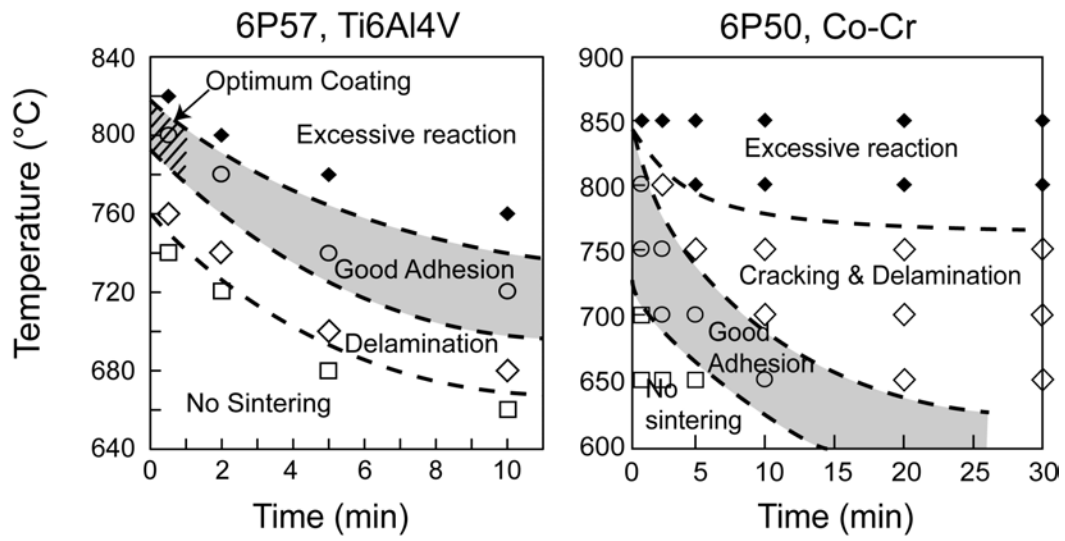 6P57, Ti6Al4V
Temperature (°C)
840
800
760
720
680
640
Optimum Coating
Excessive reaction
Good Adhesion
Delamination
No Sintering
0 2 4 6 8 10
Time (min)
6P50, Co-Cr
900
850
800
750
700
650
600
Excessive reaction
Cracking & Delamination
Good
Adhesion
No
sintering
0 5 10 15 20 25 30
Time (min)